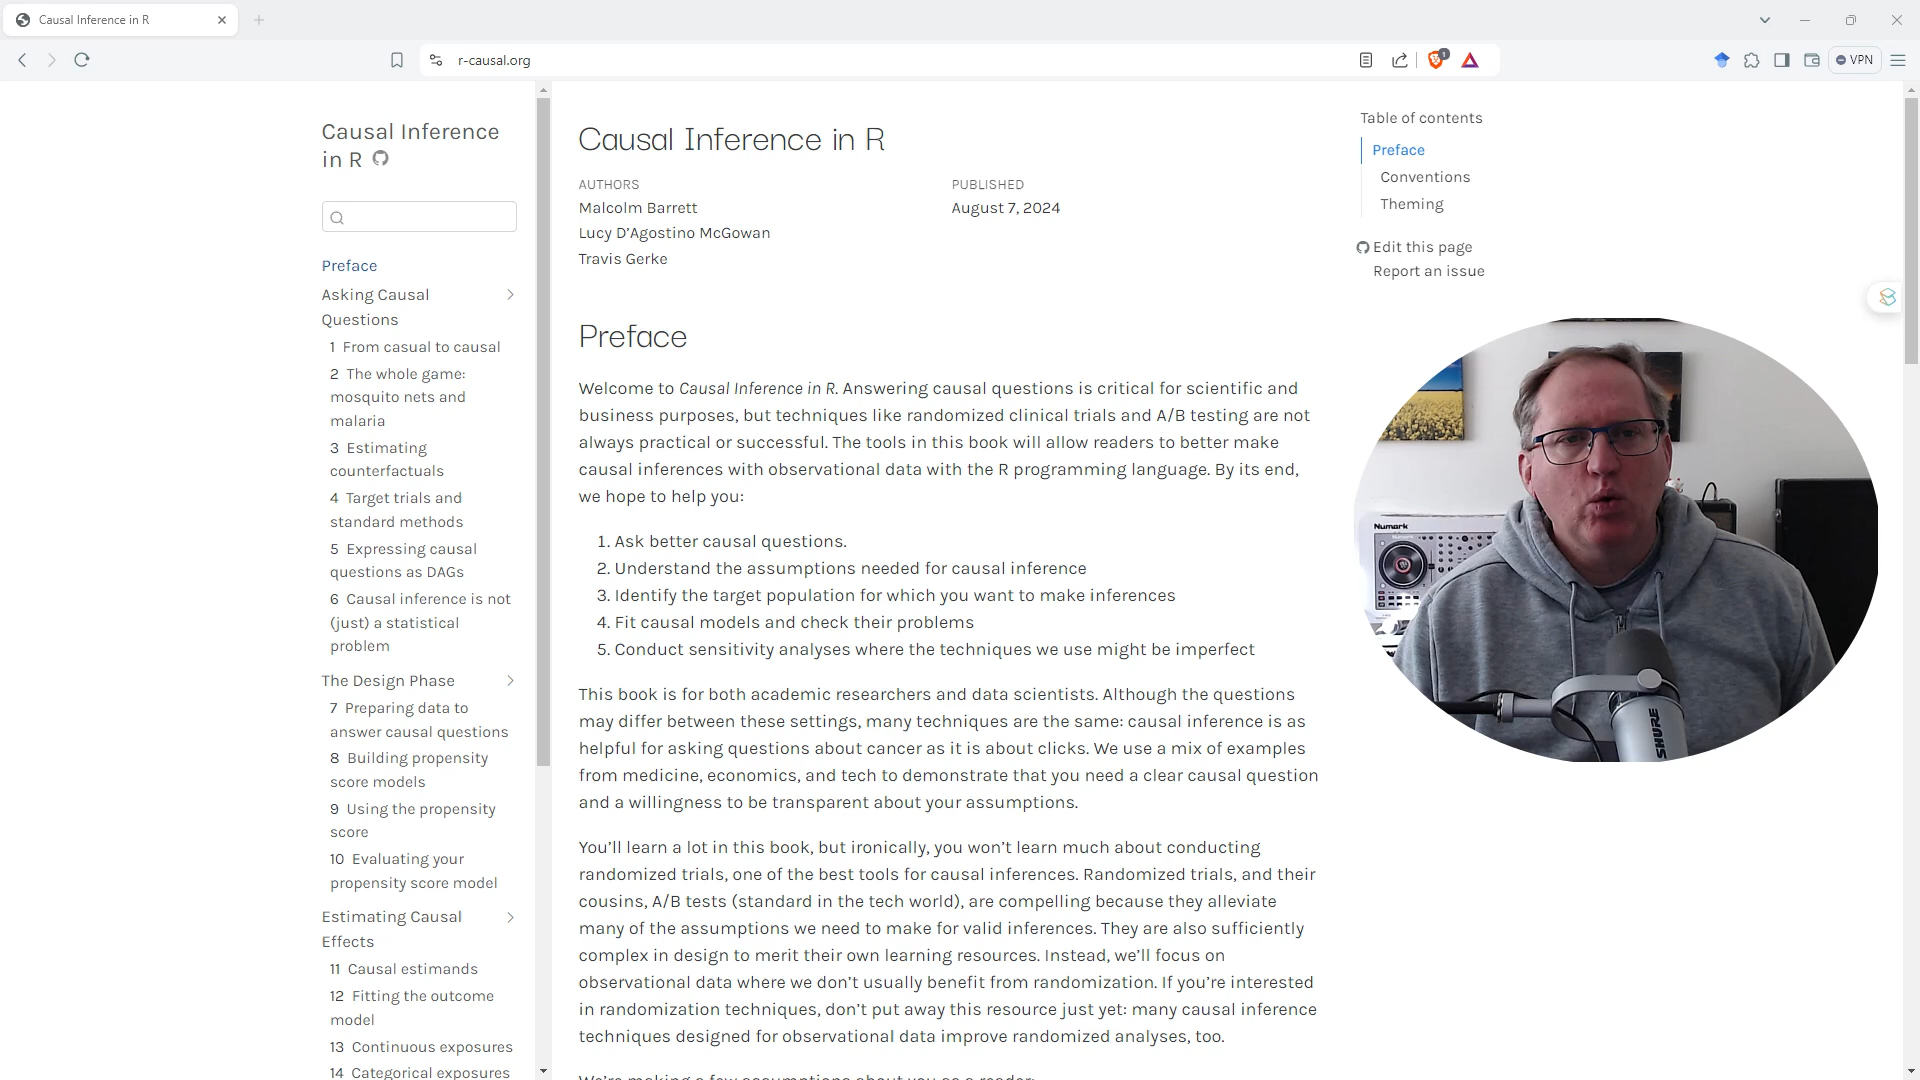 Causal Inference in R
r-causal.org
1
VPN
Causal Inference
in R
Preface
Asking Causal
Questions
1 From casual to causal
2 The whole game:
mosquito nets and
malaria
3 Estimating
counterfactuals
4 Target trials and
standard methods
5 Expressing causal
questions as DAGs
6 Causal inference is not
(just) a statistical
problem
The Design Phase
7 Preparing data to
answer causal questions
8 Building propensity
score models
9 Using the propensity
score
10 Evaluating your
propensity score model
Estimating Causal
Effects
11 Causal estimands
12 Fitting the outcome
model
13 Continuous exposures
14 Categorical exposures
Causal Inference in R
AUTHORS
Malcolm Barrett
Lucy D’Agostino McGowan
Travis Gerke
PUBLISHED
August 7, 2024
Preface
Welcome to Causal Inference in R. Answering causal questions is critical for scientific and
business purposes, but techniques like randomized clinical trials and A/B testing are not
always practical or successful. The tools in this book will allow readers to better make
causal inferences with observational data with the R programming language. By its end,
we hope to help you:
1. Ask better causal questions.
2. Understand the assumptions needed for causal inference
3. Identify the target population for which you want to make inferences
4. Fit causal models and check their problems
5. Conduct sensitivity analyses where the techniques we use might be imperfect
This book is for both academic researchers and data scientists. Although the questions
may differ between these settings, many techniques are the same: causal inference is as
helpful for asking questions about cancer as it is about clicks. We use a mix of examples
from medicine, economics, and tech to demonstrate that you need a clear causal question
and a willingness to be transparent about your assumptions.
You’ll learn a lot in this book, but ironically, you won’t learn much about conducting
randomized trials, one of the best tools for causal inferences. Randomized trials, and their
cousins, A/B tests (standard in the tech world), are compelling because they alleviate
many of the assumptions we need to make for valid inferences. They are also sufficiently
complex in design to merit their own learning resources. Instead, we’ll focus on
observational data where we don’t usually benefit from randomization. If you’re interested
in randomization techniques, don’t put away this resource just yet: many causal inference
techniques designed for observational data improve randomized analyses, too.
We’re making a few assumptions about you as a reader:
Table of contents
Preface
Conventions
Theming
Edit this page
Report an issue
Numark
SHURE